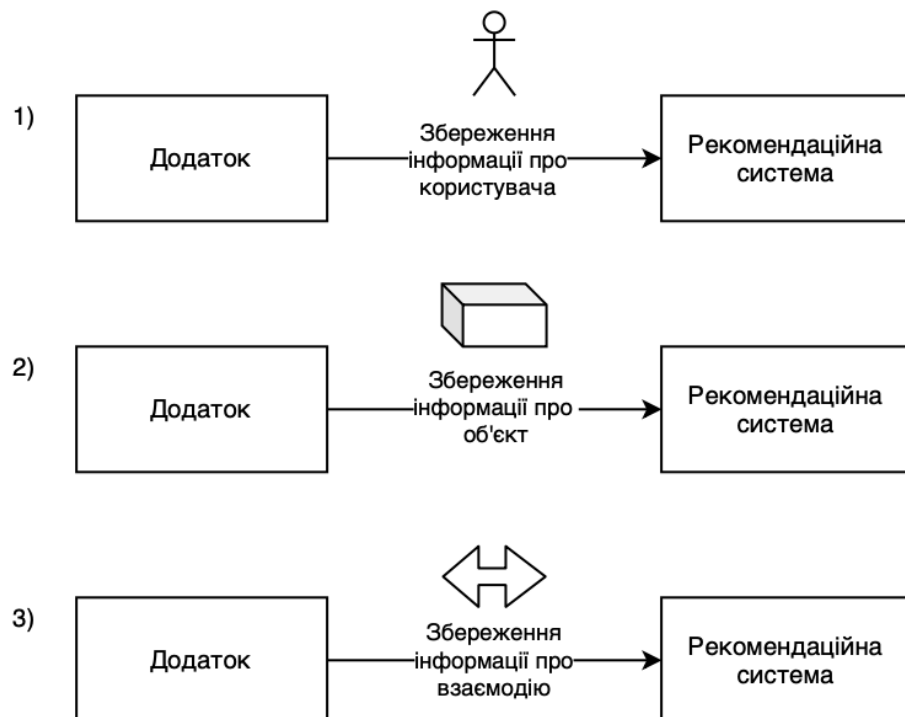 1)
Додаток
Збереження
інформації про
користувача
Рекомендаційна
система
2)
Додаток
Збереження
інформації про
об'єкт
Рекомендаційна
система
3)
Додаток
Збереження
інформації про
взаємодію
Рекомендаційна
система